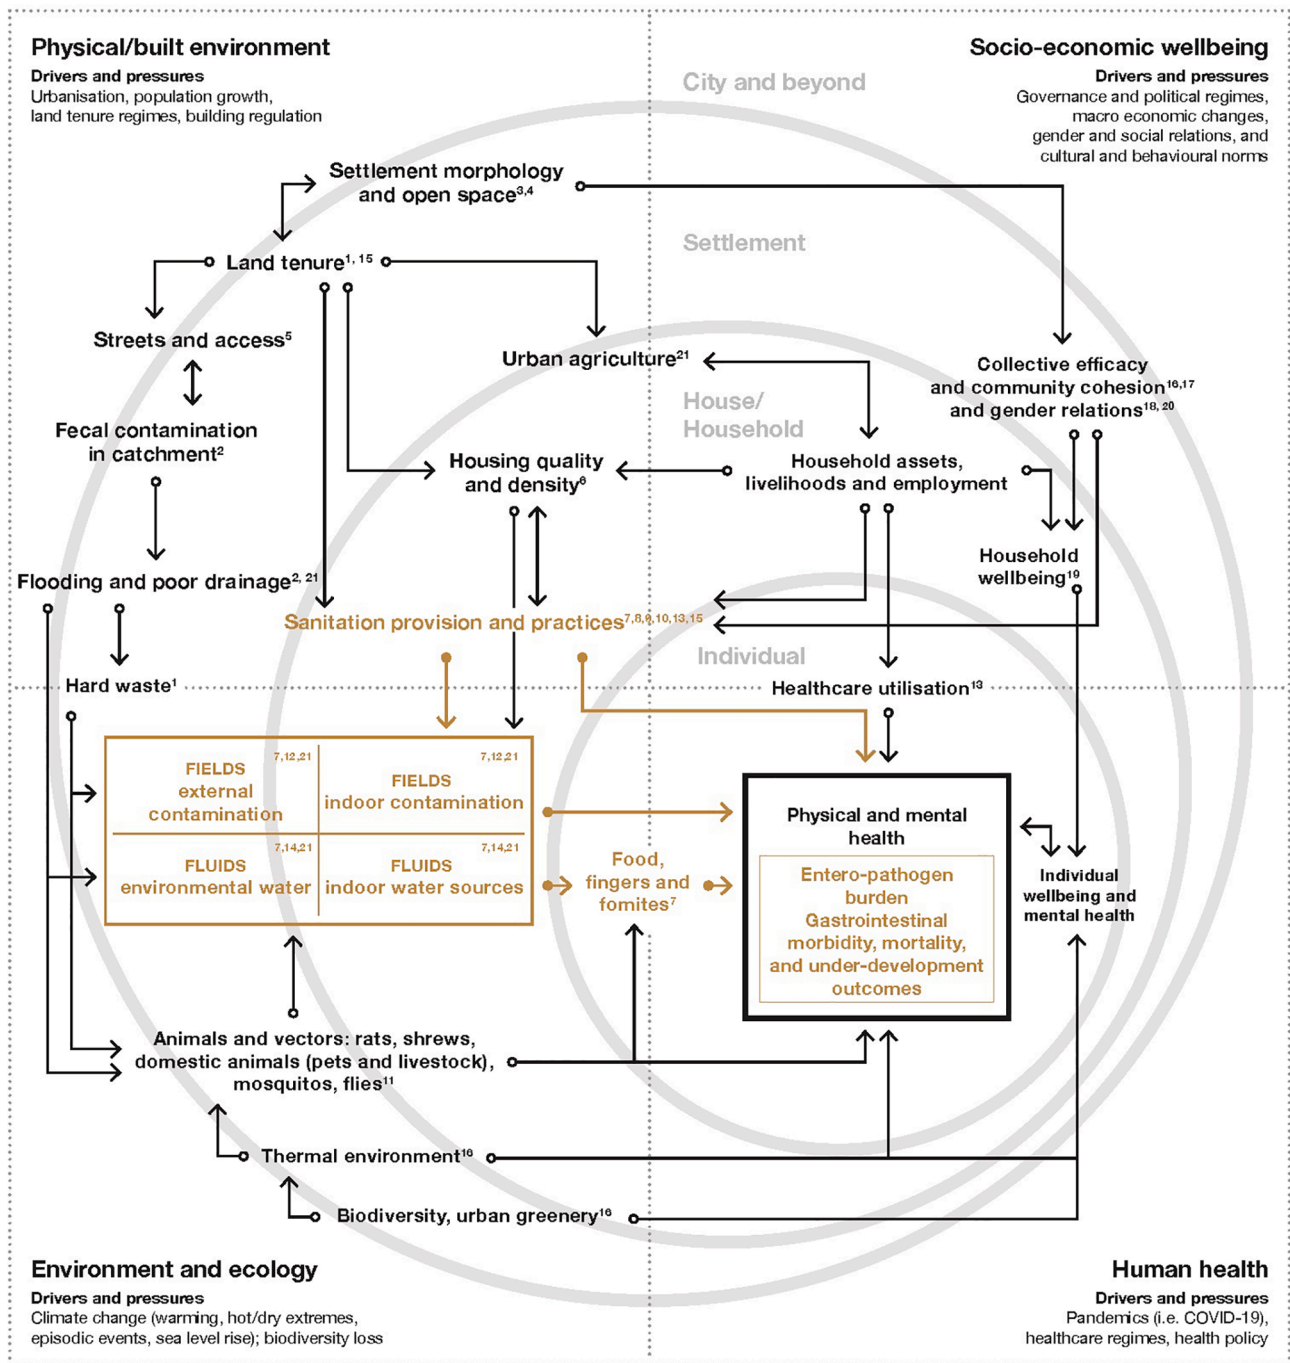 Physical/built environment
Drivers and pressures
Urbanisation, population growth,
land tenure regimes, building regulation
Socio-economic wellbeing
Drivers and pressures
Governance and political regimes,
macro economic changes,
gender and social relations, and
cultural and behavioural norms
City and beyond
Settlement morphology
and open space3,4
Settlement
Land tenure1, 15
Streets and access5
Urban agriculture21
Collective efficacy
and community cohesion16,17
and gender relations18, 20
House/
Household
Fecal contamination
in catchment2
Housing quality
and density6
Household assets,
livelihoods and employment
Household
wellbeing19
Flooding and poor drainage2, 21
Sanitation provision and practices7,8,9,10,13,15
Individual
Hard waste1
Healthcare utilisation13
7,12,21
FIELDS
external
contamination
7,12,21
FIELDS
indoor contamination
7,14,21
FLUIDS
environmental water
7,14,21
FLUIDS
indoor water sources
Food,
fingers and
fomites7
Physical and mental
health
Entero-pathogen
burden
Gastrointestinal
morbidity, mortality,
and under-development
outcomes
Individual
wellbeing and
mental health
Animals and vectors: rats, shrews,
domestic animals (pets and livestock),
mosquitos, flies11
Thermal environment16
Biodiversity, urban greenery16
Environment and ecology
Drivers and pressures
Climate change (warming, hot/dry extremes,
episodic events, sea level rise); biodiversity loss
Human health
Drivers and pressures
Pandemics (i.e. COVID-19),
healthcare regimes, health policy